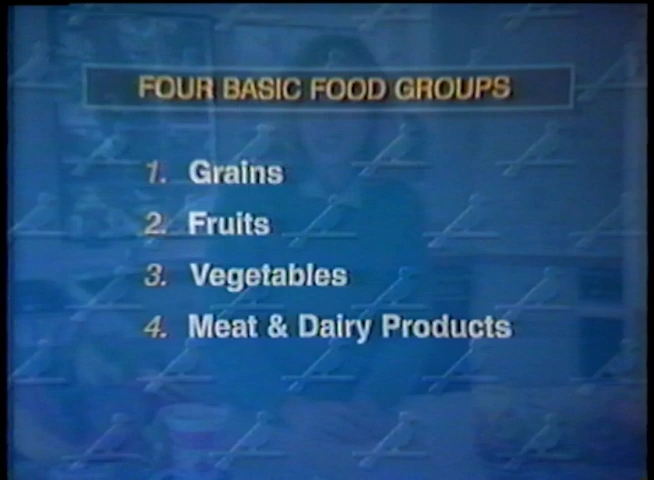 FOUR BASIC FOOD GROUPS
1. Grains
2. Fruits
3. Vegetables
4. Meat & Dairy Products